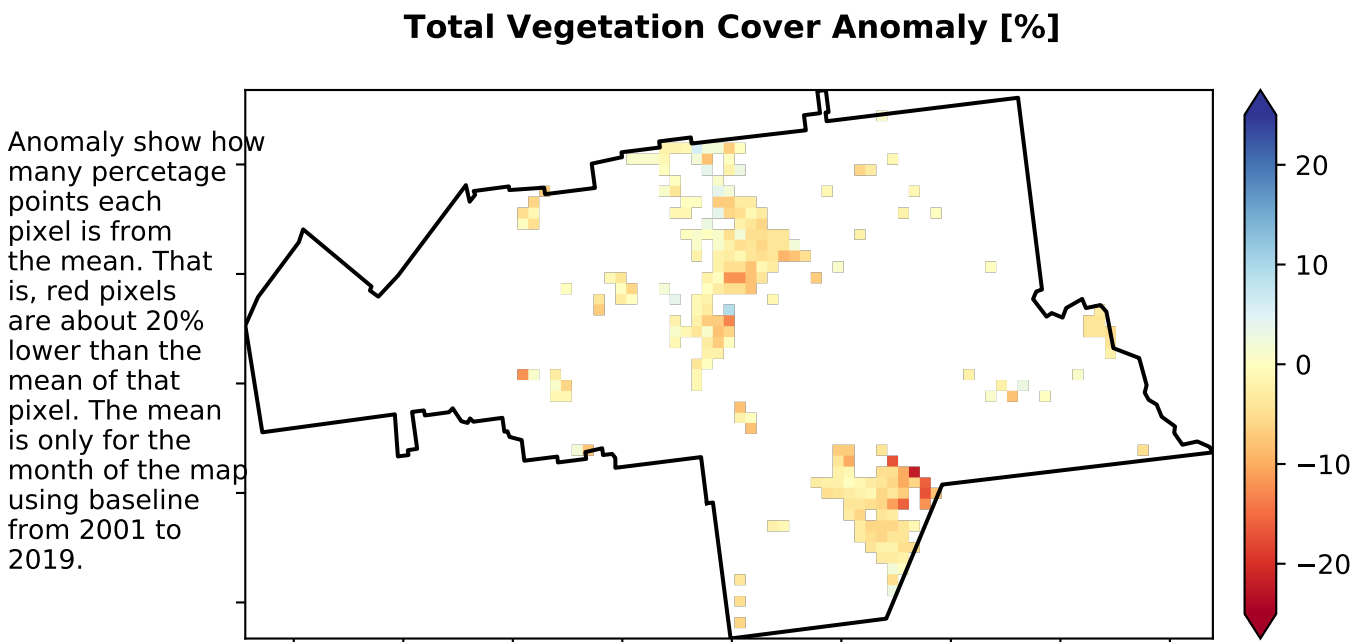 Total Vegetation Cover Anomaly [%]
Anomaly show how
many percetage
points each
pixel is from
the mean. That
is, red pixels
are about 20%
lower than the
mean of that
pixel. The mean
is only for the
month of the map
using baseline
from 2001 to
2019.
20
10
0
−10
−20